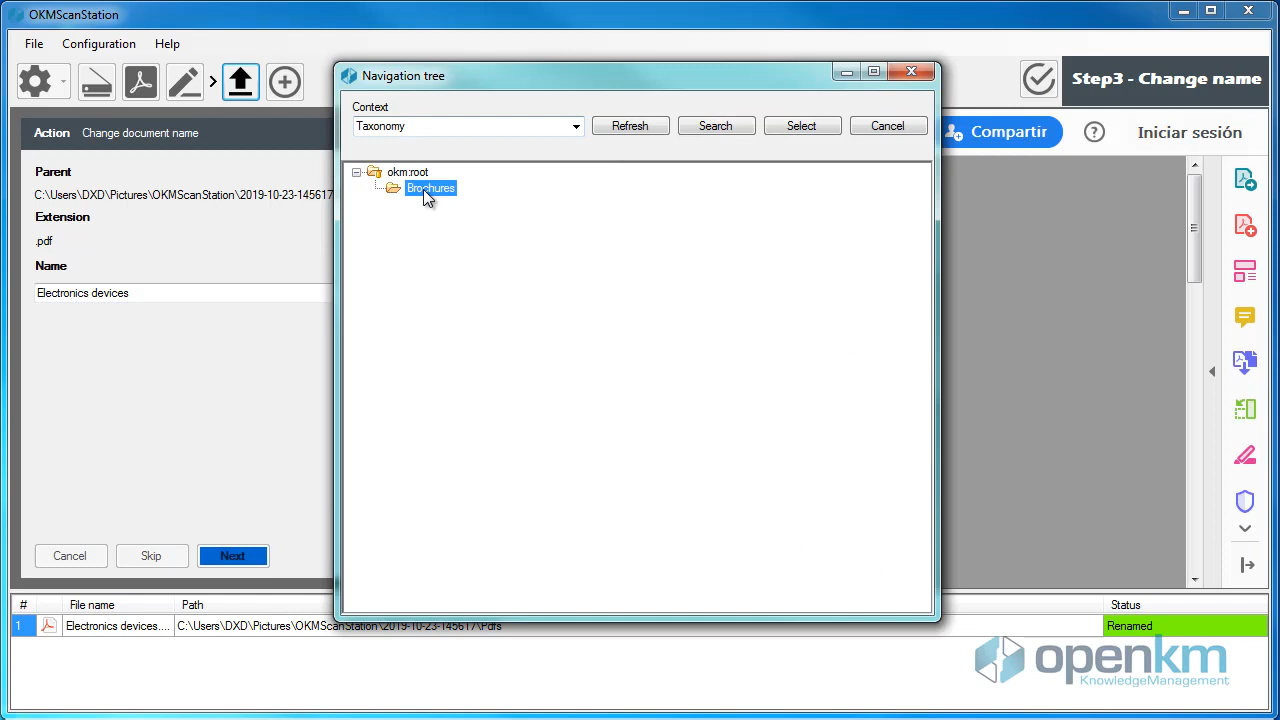 OKMScanStation
File Configuration Help
Step3 - Change name
Compartir
Iniciar sesión
Action Change document name
Parent
C:\Users\DXD\Pictures\OKMScanStation\2019-10-23-145617
Extension
.pdf
Name
Electronics devices
Cancel Skip Next
Navigation tree
Context
Taxonomy Refresh Search Select Cancel
okm:root
Brochures
# File name Path Status
1 Electronics devices.... C:\Users\DXD\Pictures\OKMScanStation\2019-10-23-145617\Pdfs Renamed
openkm
KnowledgeManagement